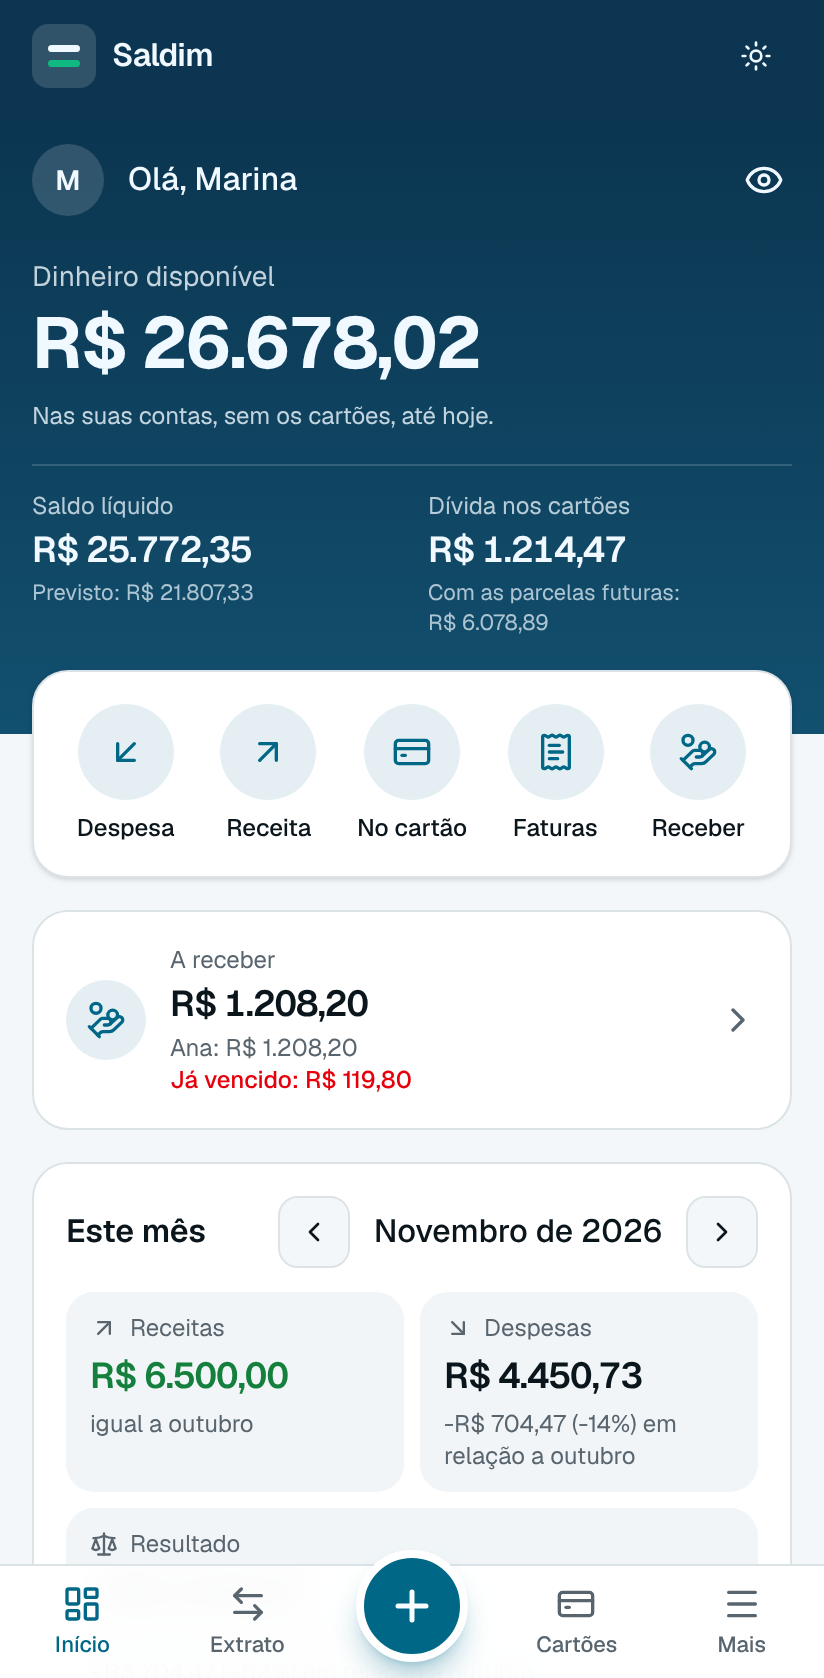 Saldim
M
Olá, Marina
Dinheiro disponível
R$ 26.678,02
Nas suas contas, sem os cartões, até hoje.
Saldo líquido
R$ 25.772,35
Previsto: R$ 21.807,33
Dívida nos cartões
R$ 1.214,47
Com as parcelas futuras:
R$ 6.078,89
Despesa
Receita
No cartão
Faturas
Receber
A receber
R$ 1.208,20
Ana: R$ 1.208,20
Já vencido: R$ 119,80
Este mês
Novembro de 2026
Receitas
R$ 6.500,00
igual a outubro
Despesas
R$ 4.450,73
-R$ 704,47 (-14%) em
relação a outubro
Resultado
Início
Extrato
Cartões
Mais